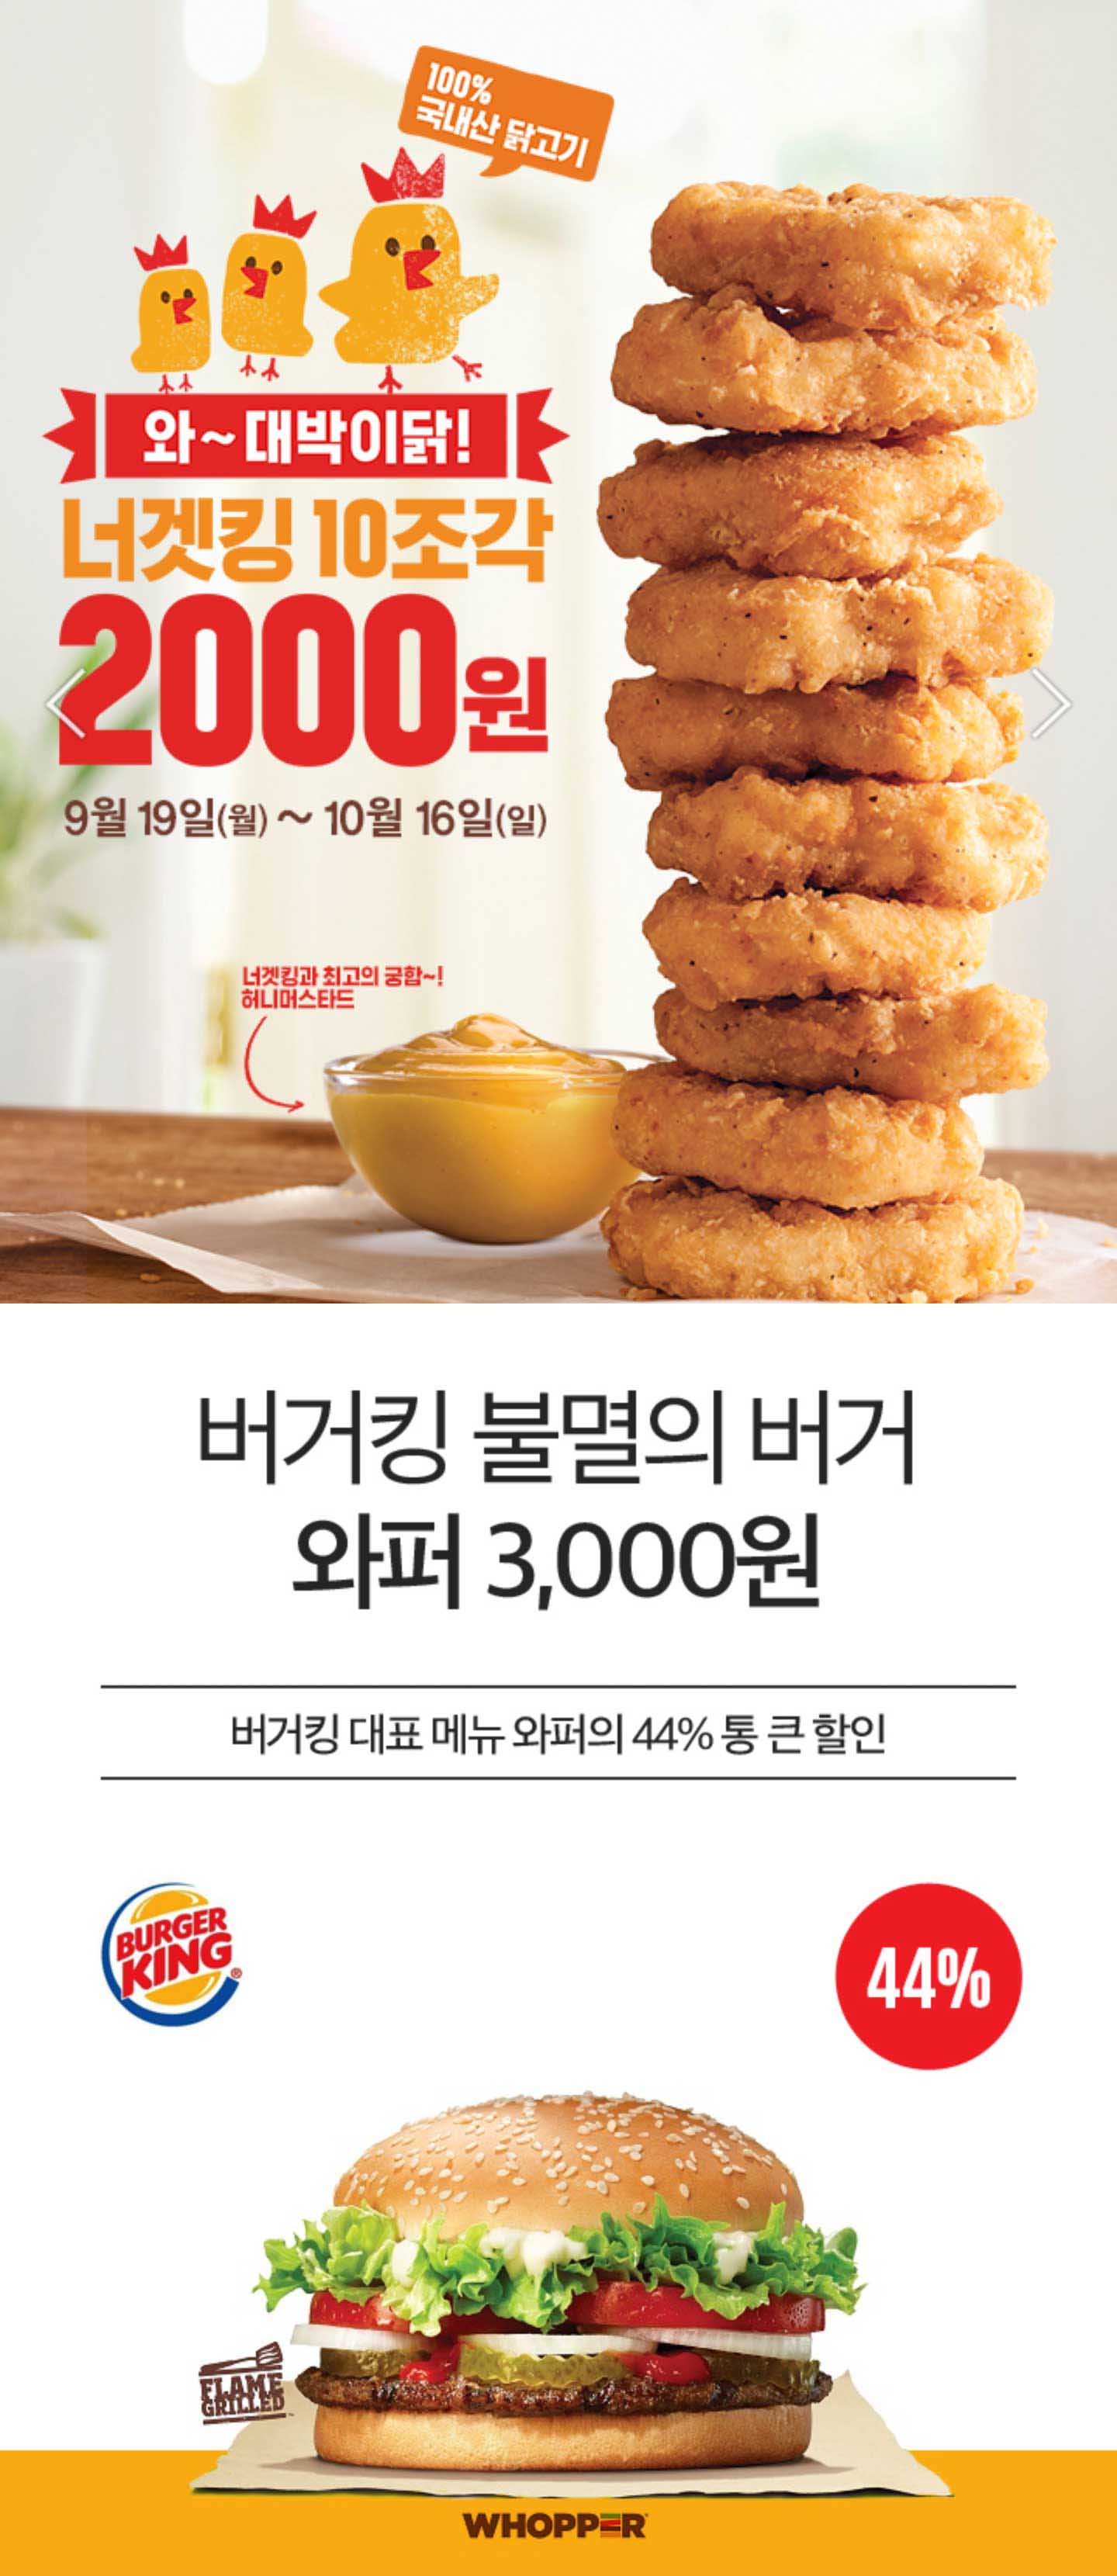 100%
국내산 닭고기
와~대박이닭!
너겟킹 10조각
2000원
9월 19일(월) ~ 10월 16일(일)
너겟킹과 최고의 궁합~!
허니머스타드
버거킹 불멸의 버거
와퍼 3,000원
버거킹 대표 메뉴 와퍼의 44% 통 큰 할인
BURGER
KING®
44%
FLAME
GRILLED
WHOPPER